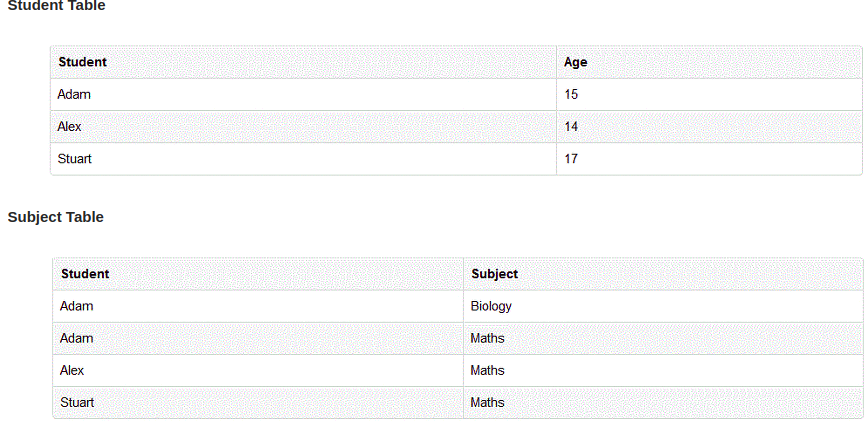 Student Table
Student Age
Adam 15
Alex 14
Stuart 17
Subject Table
Student Subject
Adam Biology
Adam Maths
Alex Maths
Stuart Maths